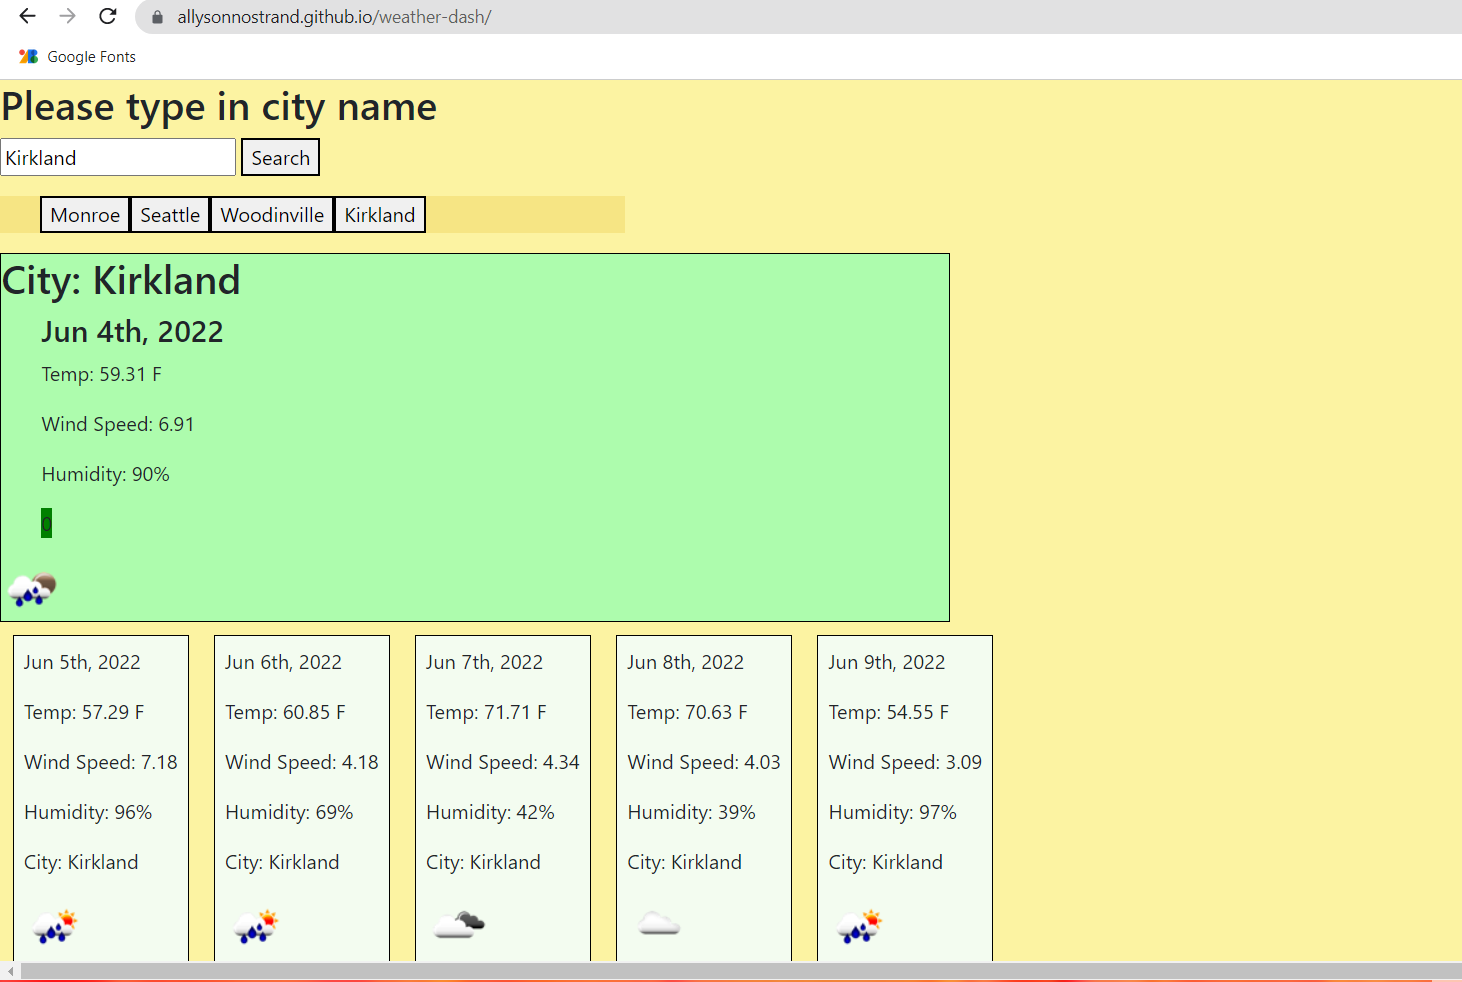 allysonnostrand.github.io/weather-dash/
Google Fonts
Please type in city name
Kirkland Search
Monroe Seattle Woodinville Kirkland
City: Kirkland
Jun 4th, 2022
Temp: 59.31 F
Wind Speed: 6.91
Humidity: 90%
0
Jun 5th, 2022
Temp: 57.29 F
Wind Speed: 7.18
Humidity: 96%
City: Kirkland
Jun 6th, 2022
Temp: 60.85 F
Wind Speed: 4.18
Humidity: 69%
City: Kirkland
Jun 7th, 2022
Temp: 71.71 F
Wind Speed: 4.34
Humidity: 42%
City: Kirkland
Jun 8th, 2022
Temp: 70.63 F
Wind Speed: 4.03
Humidity: 39%
City: Kirkland
Jun 9th, 2022
Temp: 54.55 F
Wind Speed: 3.09
Humidity: 97%
City: Kirkland